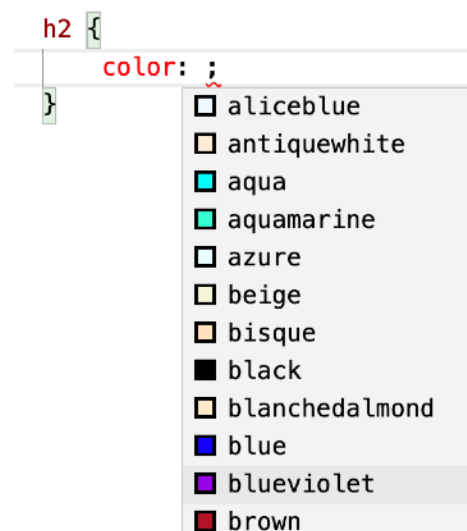 h2 {
color: ;
}
aliceblue
antiquewhite
aqua
aquamarine
azure
beige
bisque
black
blanchedalmond
blue
blueviolet
brown